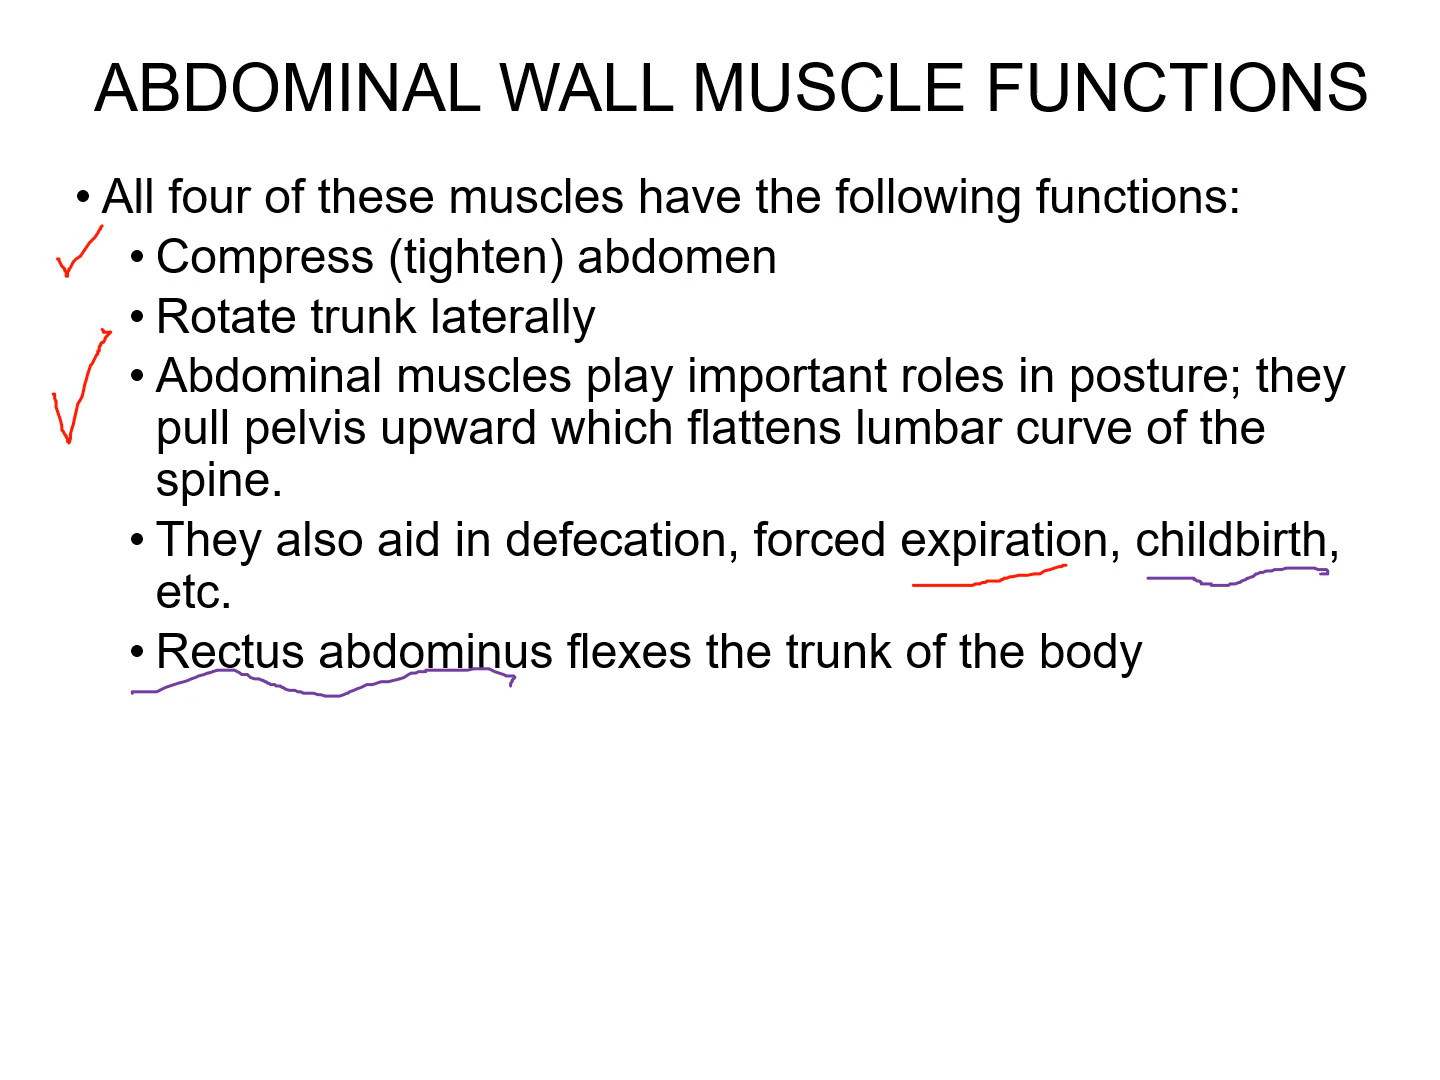 ABDOMINAL WALL MUSCLE FUNCTIONS
• All four of these muscles have the following functions:
• Compress (tighten) abdomen
• Rotate trunk laterally
• Abdominal muscles play important roles in posture; they
pull pelvis upward which flattens lumbar curve of the
spine.
• They also aid in defecation, forced expiration, childbirth,
etc.
• Rectus abdominus flexes the trunk of the body